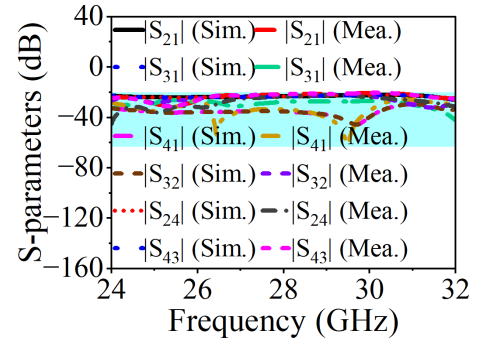 S-parameters (dB)
40
0
−40
−80
−120
−160
|S21| (Sim.) |S21| (Mea.)
|S31| (Sim.) |S31| (Mea.)
|S41| (Sim.) |S41| (Mea.)
|S32| (Sim.) |S32| (Mea.)
|S24| (Sim.) |S24| (Mea.)
|S43| (Sim.) |S43| (Mea.)
24 26 28 30 32
Frequency (GHz)